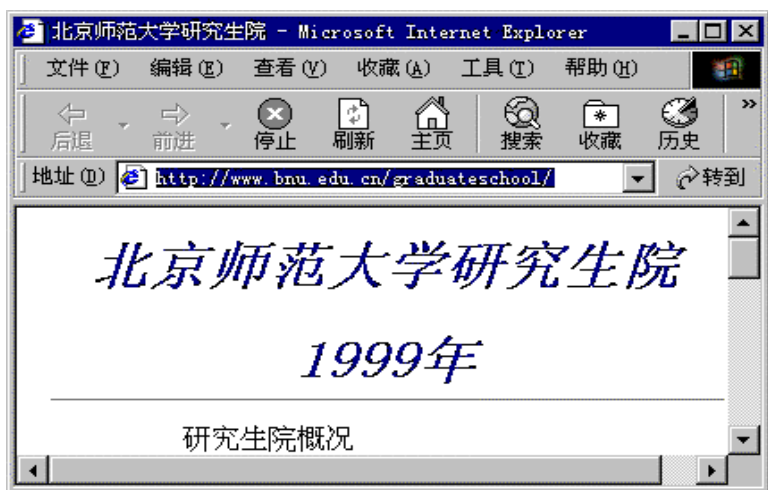 北京师范大学研究生院 - Microsoft Internet Explorer
文件(F) 编辑(E) 查看(V) 收藏(A) 工具(T) 帮助(H)
后退 前进 停止 刷新 主页 搜索 收藏 历史 »
地址(D) http://www.bnu.edu.cn/graduateschool/ 转到
北京师范大学研究生院
1999年
研究生院概况